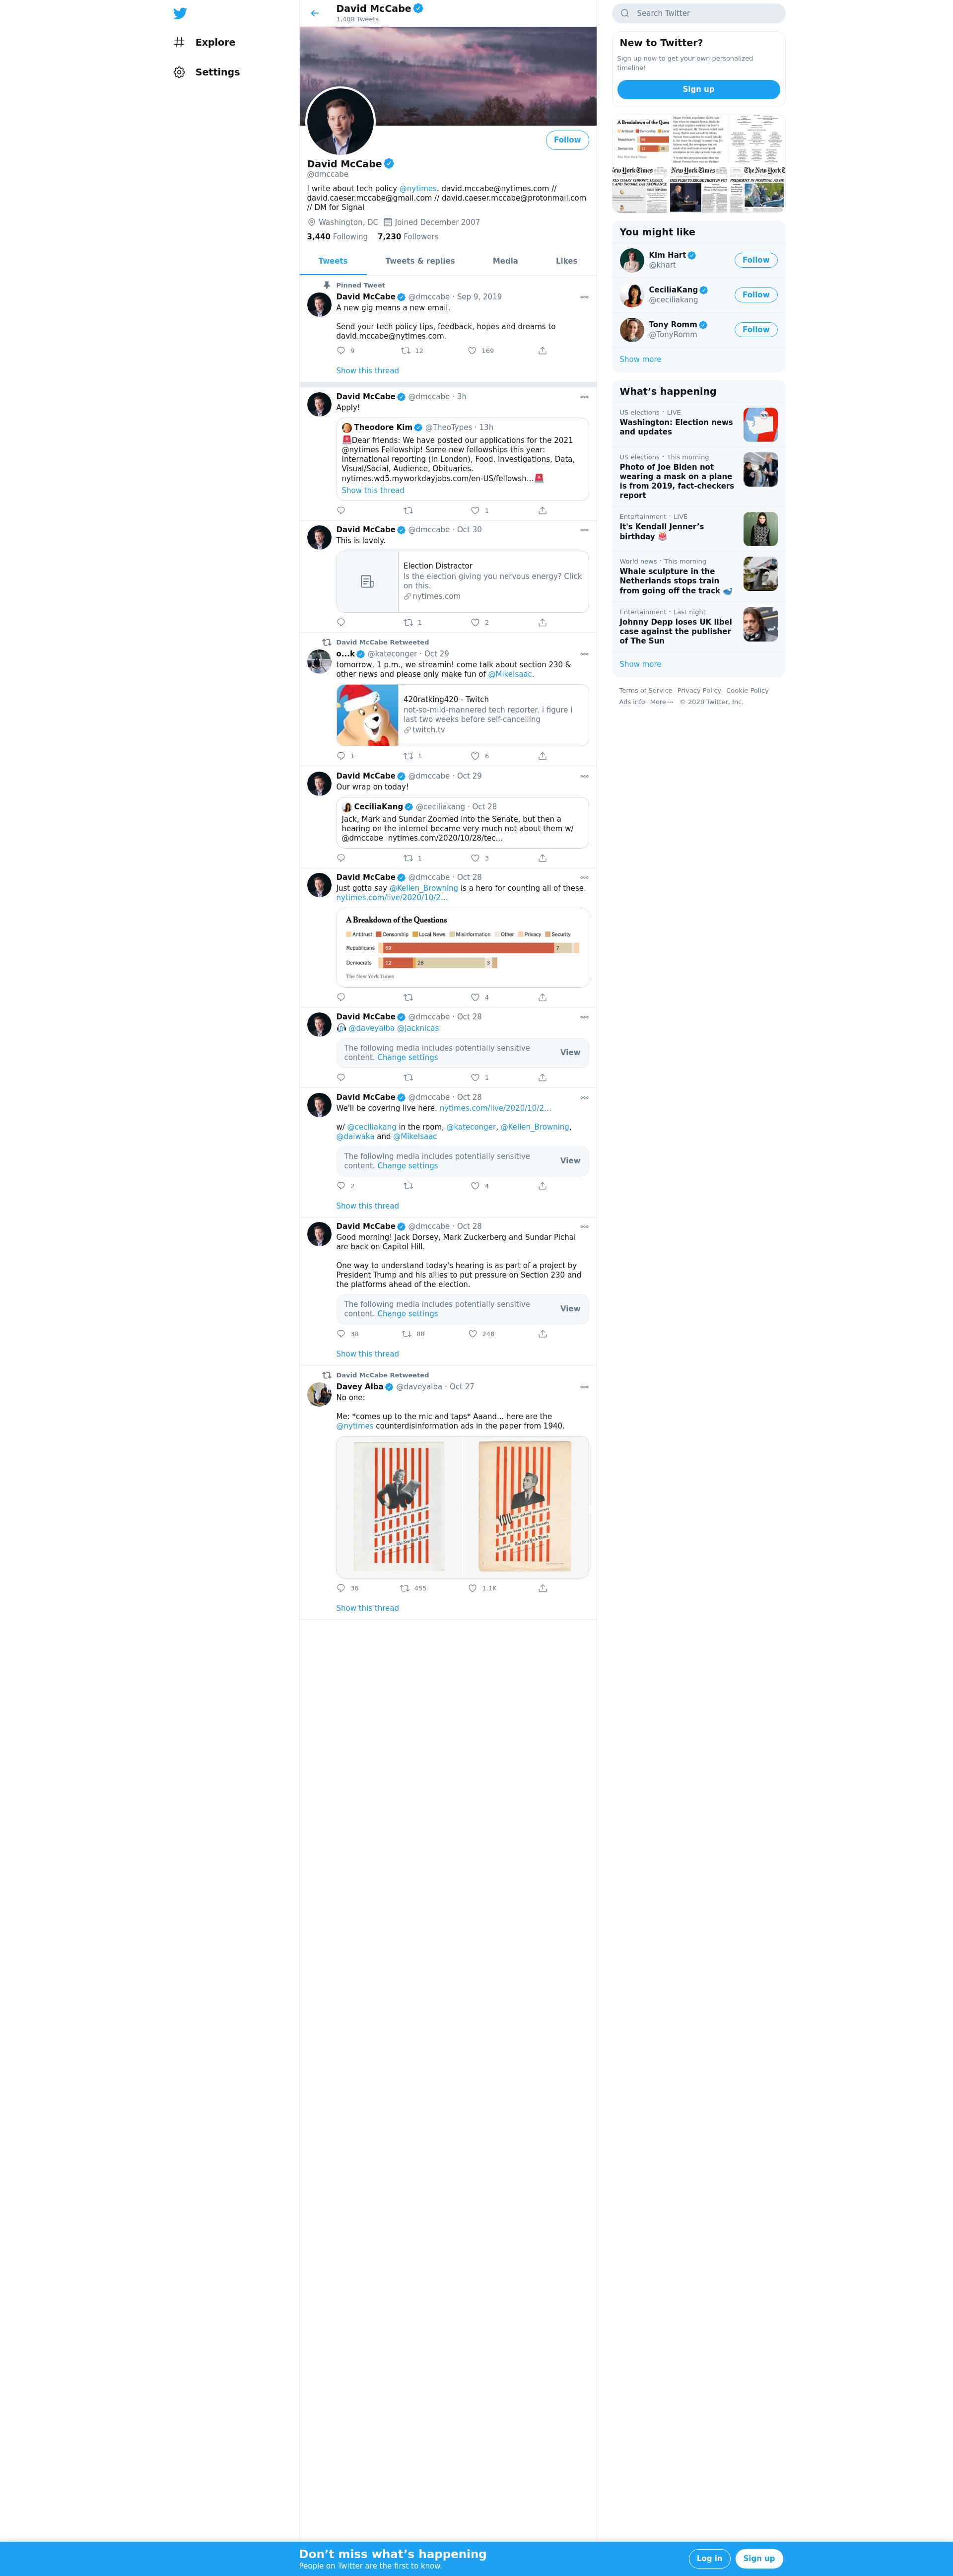 Explore
Settings
David McCabe
1,408 Tweets
Follow
David McCabe
@dmccabe
I write about tech policy @nytimes. david.mccabe@nytimes.com //
david.caeser.mccabe@gmail.com // david.caeser.mccabe@protonmail.com
// DM for Signal
Washington, DC Joined December 2007
3,440 Following 7,230 Followers
Tweets Tweets & replies Media Likes
Pinned Tweet
David McCabe @dmccabe · Sep 9, 2019
A new gig means a new email.
Send your tech policy tips, feedback, hopes and dreams to
david.mccabe@nytimes.com.
9 12 169
Show this thread
David McCabe @dmccabe · 3h
Apply!
Theodore Kim @TheoTypes · 13h
🚨Dear friends: We have posted our applications for the 2021
@nytimes Fellowship! Some new fellowships this year:
International reporting (in London), Food, Investigations, Data,
Visual/Social, Audience, Obituaries.
nytimes.wd5.myworkdayjobs.com/en-US/fellowsh…🚨
Show this thread
1
David McCabe @dmccabe · Oct 30
This is lovely.
Election Distractor
Is the election giving you nervous energy? Click
on this.
nytimes.com
1 2
David McCabe Retweeted
o...k @kateconger · Oct 29
tomorrow, 1 p.m., we streamin! come talk about section 230 &
other news and please only make fun of @MikeIsaac.
420ratking420 - Twitch
not-so-mild-mannered tech reporter. i figure i
last two weeks before self-cancelling
twitch.tv
1 1 6
David McCabe @dmccabe · Oct 29
Our wrap on today!
CeciliaKang @ceciliakang · Oct 28
Jack, Mark and Sundar Zoomed into the Senate, but then a
hearing on the internet became very much not about them w/
@dmccabe nytimes.com/2020/10/28/tec…
1 3
David McCabe @dmccabe · Oct 28
Just gotta say @Kellen_Browning is a hero for counting all of these.
nytimes.com/live/2020/10/2…
A Breakdown of the Questions
Antitrust Censorship Local News Misinformation Other Privacy Security
Republicans 69 7
Democrats 12 28 3
The New York Times
4
David McCabe @dmccabe · Oct 28
🎧 @daveyalba @jacknicas
The following media includes potentially sensitive
content. Change settings
View
1
David McCabe @dmccabe · Oct 28
We'll be covering live here. nytimes.com/live/2020/10/2…
w/ @ceciliakang in the room, @kateconger, @Kellen_Browning,
@daiwaka and @MikeIsaac
The following media includes potentially sensitive
content. Change settings
View
2 4
Show this thread
David McCabe @dmccabe · Oct 28
Good morning! Jack Dorsey, Mark Zuckerberg and Sundar Pichai
are back on Capitol Hill.
One way to understand today's hearing is as part of a project by
President Trump and his allies to put pressure on Section 230 and
the platforms ahead of the election.
The following media includes potentially sensitive
content. Change settings
View
38 88 248
Show this thread
David McCabe Retweeted
Davey Alba @daveyalba · Oct 27
No one:
Me: *comes up to the mic and taps* Aaand... here are the
@nytimes counterdisinformation ads in the paper from 1940.
The New York Times
YOU
36 455 1.1K
Show this thread
Search Twitter
New to Twitter?
Sign up now to get your own personalized
timeline!
Sign up
A Breakdown of the Ques
You might like
Kim Hart
@khart
Follow
CeciliaKang
@ceciliakang
Follow
Tony Romm
@TonyRomm
Follow
Show more
What's happening
US elections · LIVE
Washington: Election news
and updates
US elections · This morning
Photo of Joe Biden not
wearing a mask on a plane
is from 2019, fact-checkers
report
Entertainment · LIVE
It's Kendall Jenner's
birthday 🎂
World news · This morning
Whale sculpture in the
Netherlands stops train
from going off the track 🐋
Entertainment · Last night
Johnny Depp loses UK libel
case against the publisher
of The Sun
Show more
Terms of Service Privacy Policy Cookie Policy
Ads info More ••• © 2020 Twitter, Inc.
Don't miss what's happening
People on Twitter are the first to know.
Log in Sign up